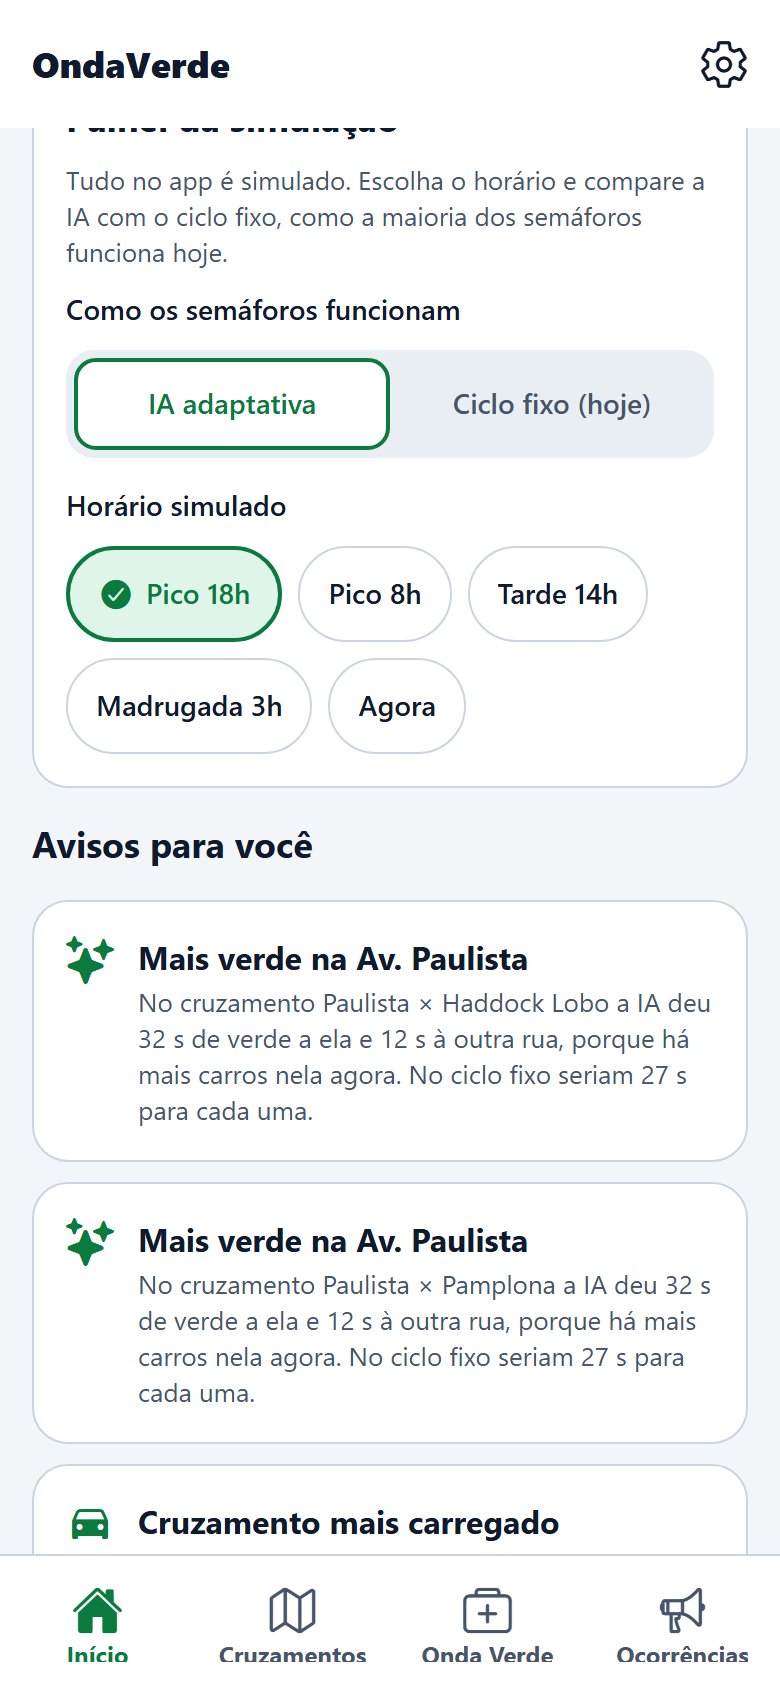 OndaVerde
Painel da simulação
Tudo no app é simulado. Escolha o horário e compare a
IA com o ciclo fixo, como a maioria dos semáforos
funciona hoje.
Como os semáforos funcionam
IA adaptativa
Ciclo fixo (hoje)
Horário simulado
Pico 18h
Pico 8h
Tarde 14h
Madrugada 3h
Agora
Avisos para você
Mais verde na Av. Paulista
No cruzamento Paulista × Haddock Lobo a IA deu
32 s de verde a ela e 12 s à outra rua, porque há
mais carros nela agora. No ciclo fixo seriam 27 s
para cada uma.
Mais verde na Av. Paulista
No cruzamento Paulista × Pamplona a IA deu 32 s
de verde a ela e 12 s à outra rua, porque há mais
carros nela agora. No ciclo fixo seriam 27 s para
cada uma.
Cruzamento mais carregado
Início
Cruzamentos
Onda Verde
Ocorrências